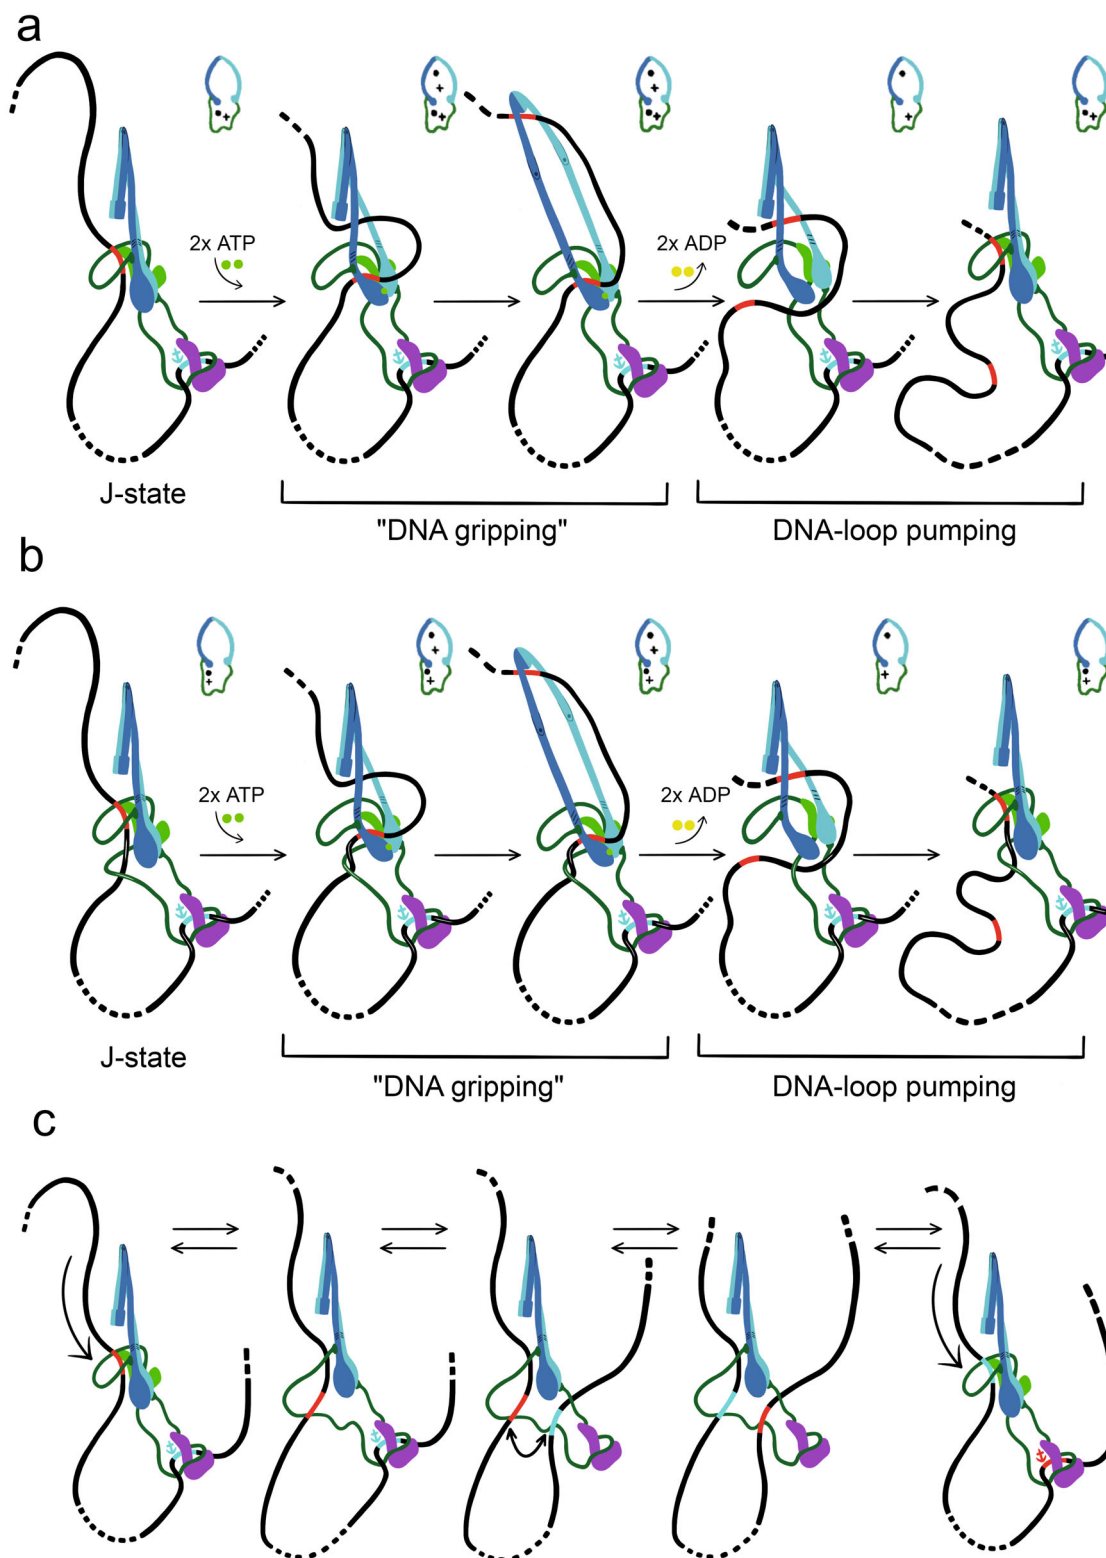 a
2x ATP
2x ADP
J-state
"DNA gripping"
DNA-loop pumping
b
2x ATP
2x ADP
J-state
"DNA gripping"
DNA-loop pumping
c